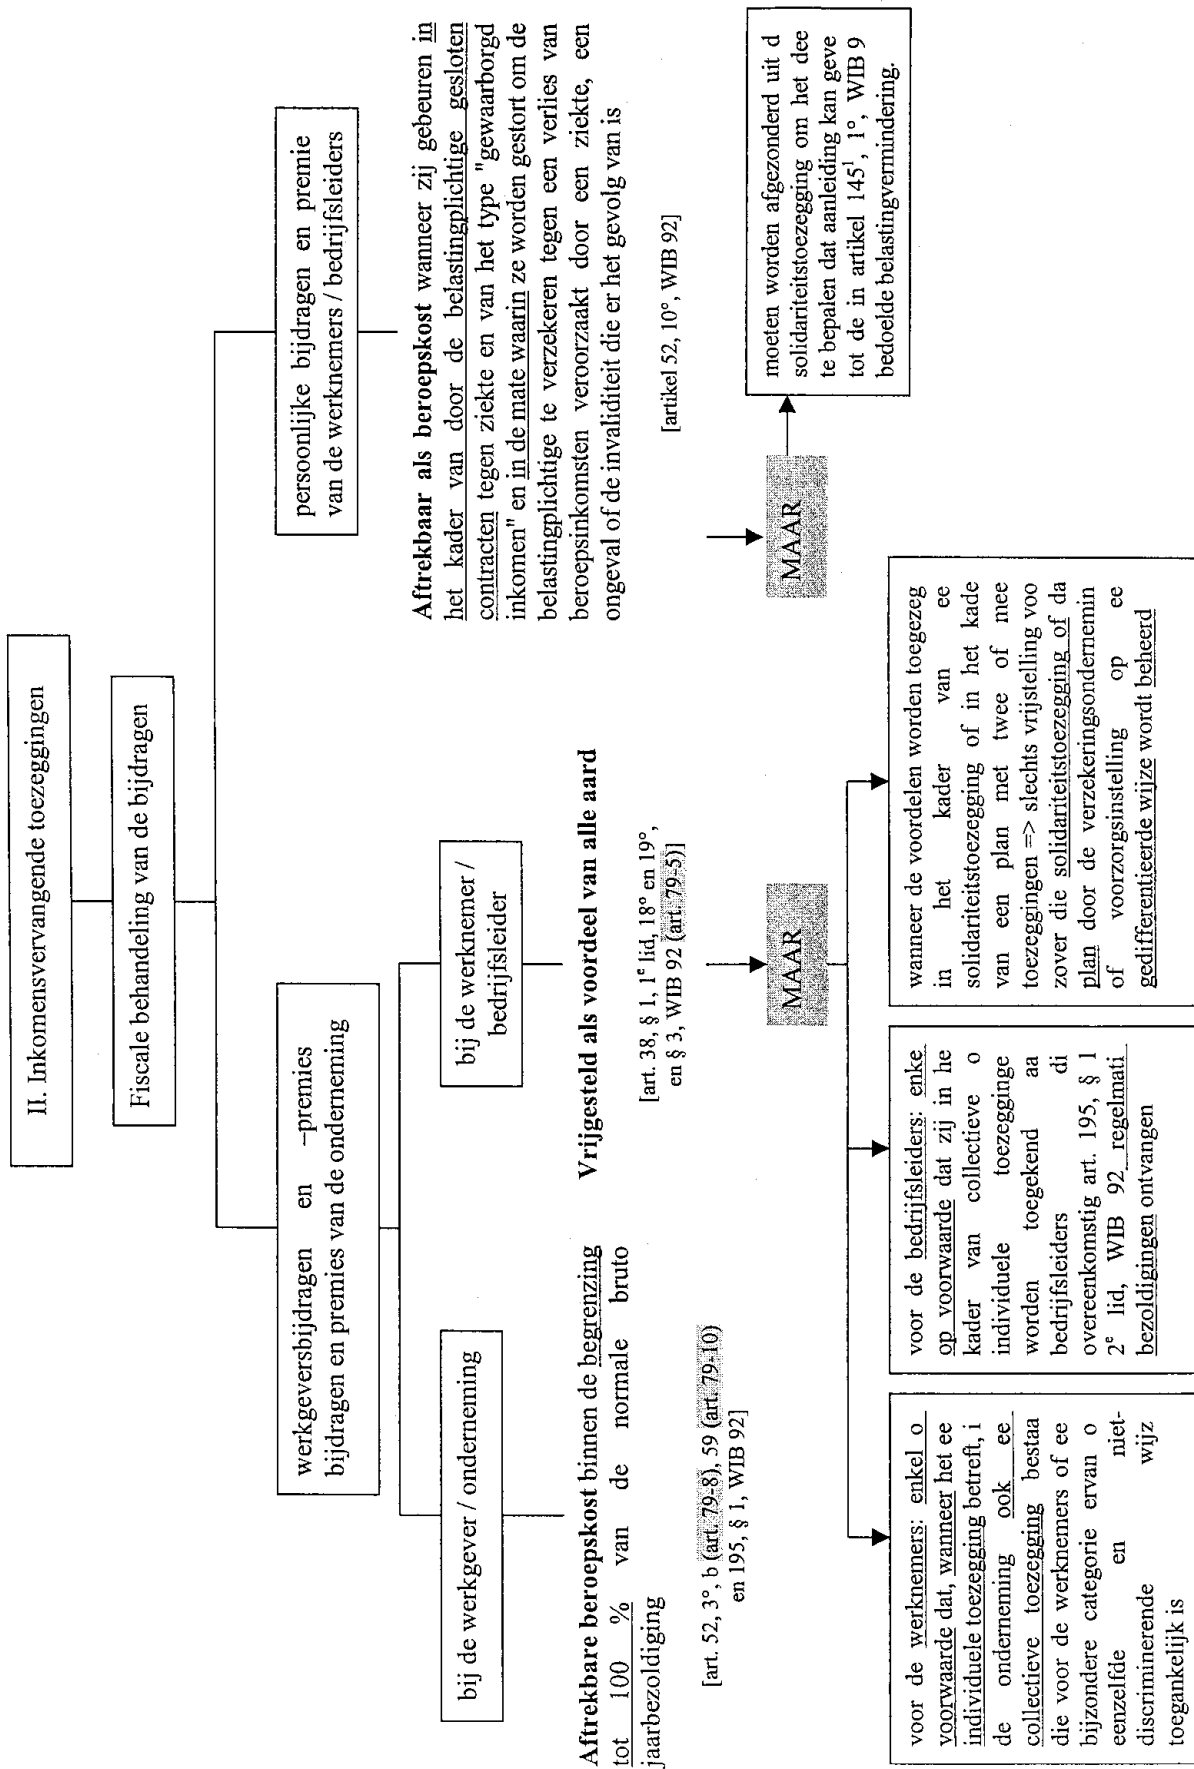 II. Inkomensvervangende toezeggingen
Fiscale behandeling van de bijdragen
werkgeversbijdragen en –premies
bijdragen en premies van de onderneming
persoonlijke bijdragen en premie
van de werknemers / bedrijfsleiders
bij de werkgever / onderneming
bij de werknemer /
bedrijfsleider
Aftrekbare beroepskost binnen de begrenzing
tot 100 % van de normale bruto
jaarbezoldiging
[art. 52, 3°, b (art. 79-8), 59 (art. 79-10)
en 195, § 1, WIB 92]
Vrijgesteld als voordeel van alle aard
[art. 38, § 1, 1e lid, 18° en 19°,
en § 3, WIB 92 (art. 79-5)]
Aftrekbaar als beroepskost wanneer zij gebeuren in
het kader van door de belastingplichtige gesloten
contracten tegen ziekte en van het type "gewaarborgd
inkomen" en in de mate waarin ze worden gestort om de
belastingplichtige te verzekeren tegen een verlies van
beroepsinkomsten veroorzaakt door een ziekte, een
ongeval of de invaliditeit die er het gevolg van is
[artikel 52, 10°, WIB 92]
MAAR
MAAR
moeten worden afgezonderd uit d
solidariteitstoezegging om het dee
te bepalen dat aanleiding kan geve
tot de in artikel 145¹, 1°, WIB 9
bedoelde belastingvermindering.
voor de werknemers: enkel o
voorwaarde dat, wanneer het ee
individuele toezegging betreft, i
de onderneming ook ee
collectieve toezegging bestaa
die voor de werknemers of ee
bijzondere categorie ervan o
eenzelfde en niet-
discriminerende wijz
toegankelijk is
voor de bedrijfsleiders: enke
op voorwaarde dat zij in he
kader van collectieve o
individuele toezegginge
worden toegekend aa
bedrijfsleiders di
overeenkomstig art. 195, § 1
2e lid, WIB 92 regelmati
bezoldigingen ontvangen
wanneer de voordelen worden toegezeg
in het kader van ee
solidariteitstoezegging of in het kade
van een plan met twee of mee
toezeggingen => slechts vrijstelling voo
zover die solidariteitstoezegging of da
plan door de verzekeringsondernemin
of voorzorgsinstelling op ee
gedifferentieerde wijze wordt beheerd